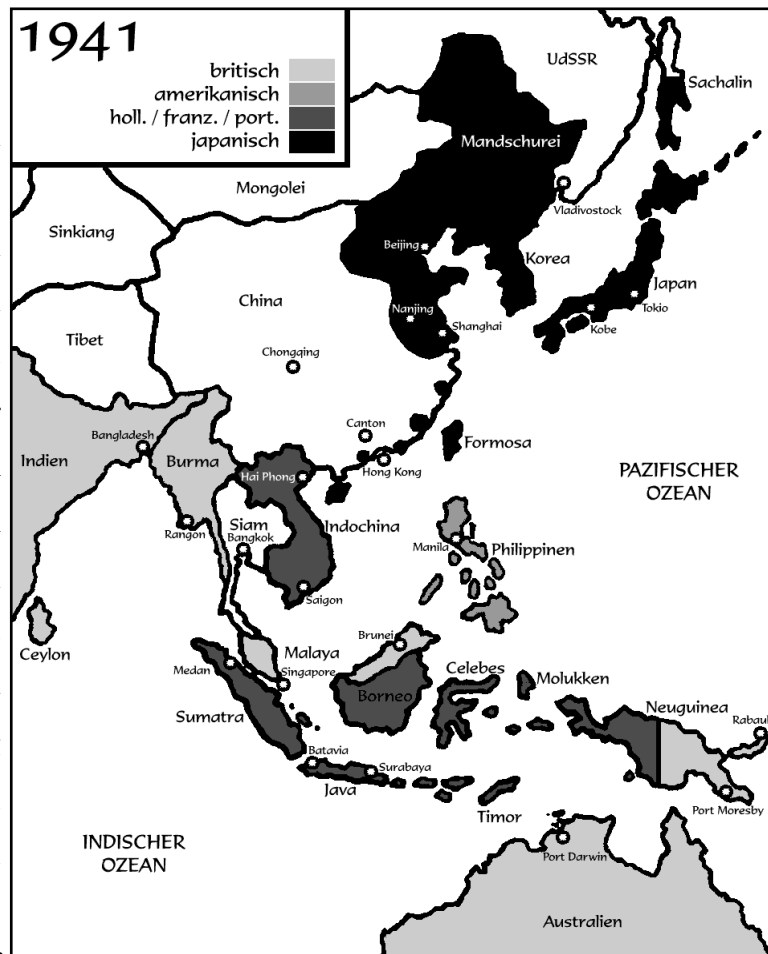 1941
britisch
amerikanisch
holl. / franz. / port.
japanisch
UdSSR
Sachalin
Mandschurei
Mongolei
Vladivostock
Sinkiang
Beijing
Korea
Japan
China
Nanjing
Tokio
Shanghai
Kobe
Tibet
Chongqing
Canton
Bangladesh
Formosa
Indien
Burma
Hai Phong
Hong Kong
PAZIFISCHER
OZEAN
Rangon
Siam
Bangkok
Indochina
Manila
Philippinen
Saigon
Ceylon
Brunei
Malaya
Medan
Singapore
Celebes
Molukken
Borneo
Sumatra
Neuguinea
Rabaul
Batavia
Surabaya
Java
Port Moresby
Timor
INDISCHER
OZEAN
Port Darwin
Australien